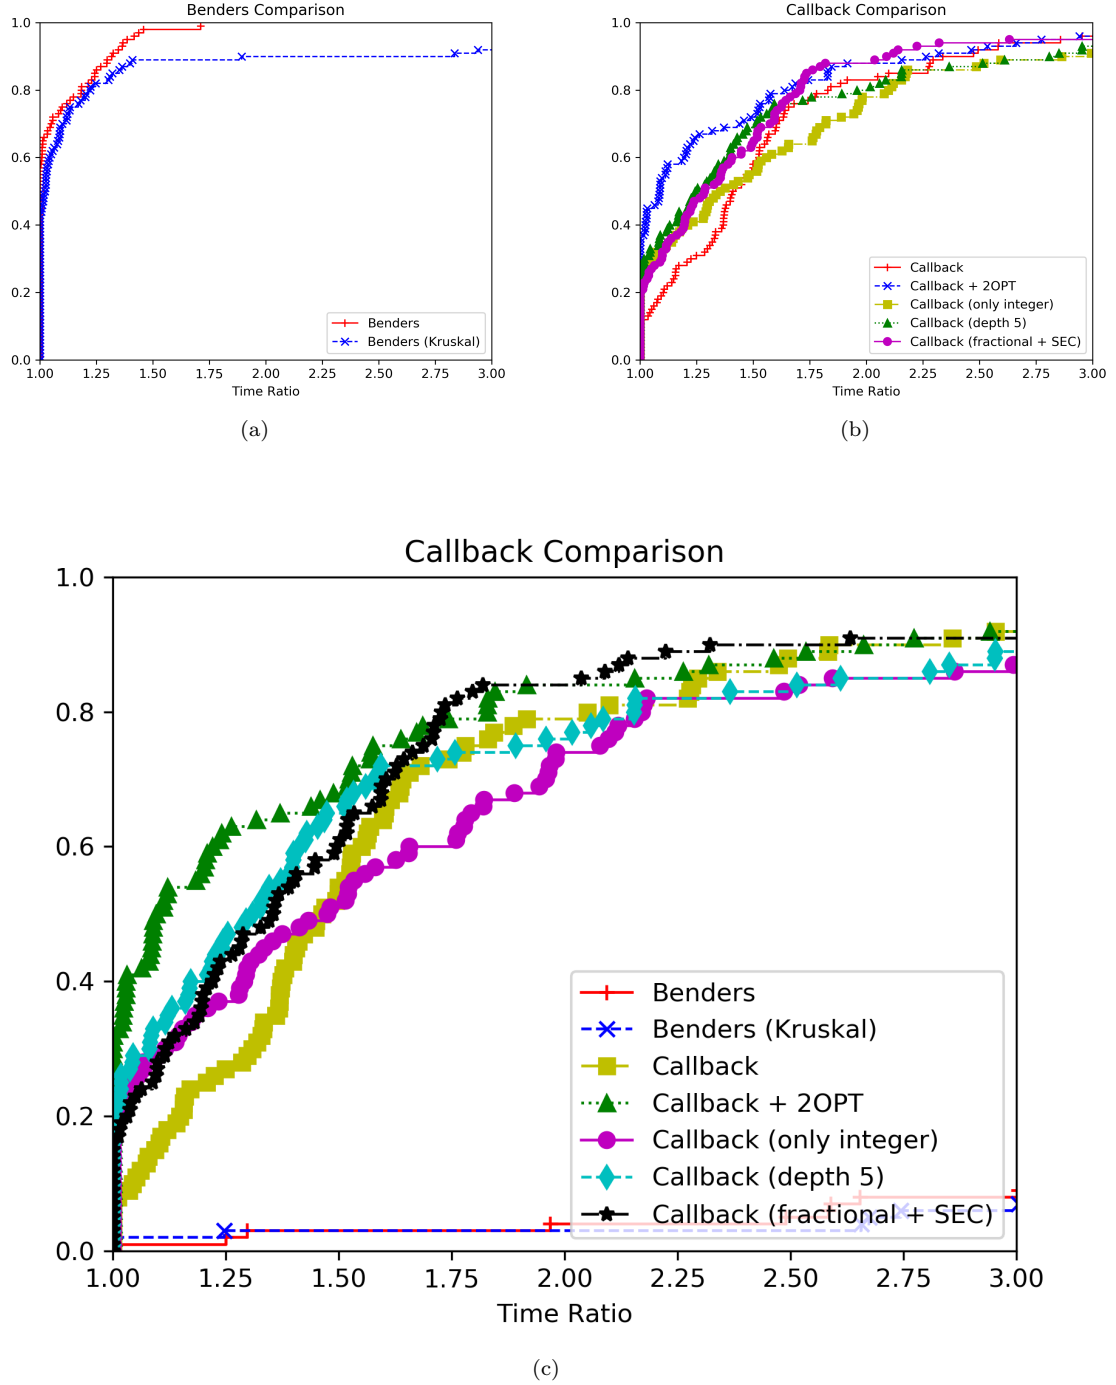 Benders Comparison
1.0
0.8
0.6
0.4
0.2
0.0
Benders
Benders (Kruskal)
1.00 1.25 1.50 1.75 2.00 2.25 2.50 2.75 3.00
Time Ratio
(a)
Callback Comparison
1.0
0.8
0.6
0.4
0.2
0.0
Callback
Callback + 2OPT
Callback (only integer)
Callback (depth 5)
Callback (fractional + SEC)
1.00 1.25 1.50 1.75 2.00 2.25 2.50 2.75 3.00
Time Ratio
(b)
Callback Comparison
1.0
0.8
0.6
0.4
0.2
0.0
Benders
Benders (Kruskal)
Callback
Callback + 2OPT
Callback (only integer)
Callback (depth 5)
Callback (fractional + SEC)
1.00 1.25 1.50 1.75 2.00 2.25 2.50 2.75 3.00
Time Ratio
(c)